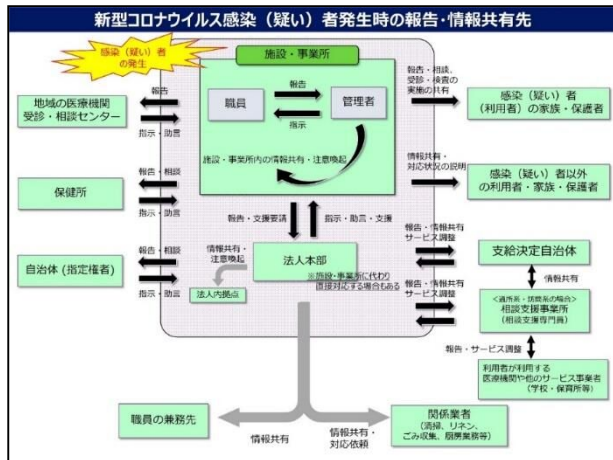 新型コロナウイルス感染（疑い）者発生時の報告・情報共有先
感染（疑い）者
の発生
施設・事業所
職員
報告
指示
管理者
施設・事業所内の情報共有・注意喚起
地域の医療機関
受診・相談センター
報告
指示・助言
保健所
報告・相談
指示・助言
自治体（指定権者）
報告・相談
指示・助言
報告・相談、
受診・検査の
実施の共有
感染（疑い）者
（利用者）の家族・保護者
情報共有・
対応状況の説明
感染（疑い）者以外
の利用者・家族・保護者
報告・支援要請
指示・助言・支援
法人本部
※施設・事業所に代わり
直接対応する場合もある
情報共有・
注意喚起
法人内拠点
報告・情報共有
サービス調整
支給決定自治体
情報共有
報告・情報共有
サービス調整
＜通所系・訪問系の場合＞
相談支援事業所
（相談支援専門員）
報告・サービス調整
利用者が利用する
医療機関や他のサービス事業者
（学校・保育所等）
職員の兼務先
情報共有
情報共有・
対応依頼
関係業者
（清掃、リネン、
ごみ収集、厨房業務等）